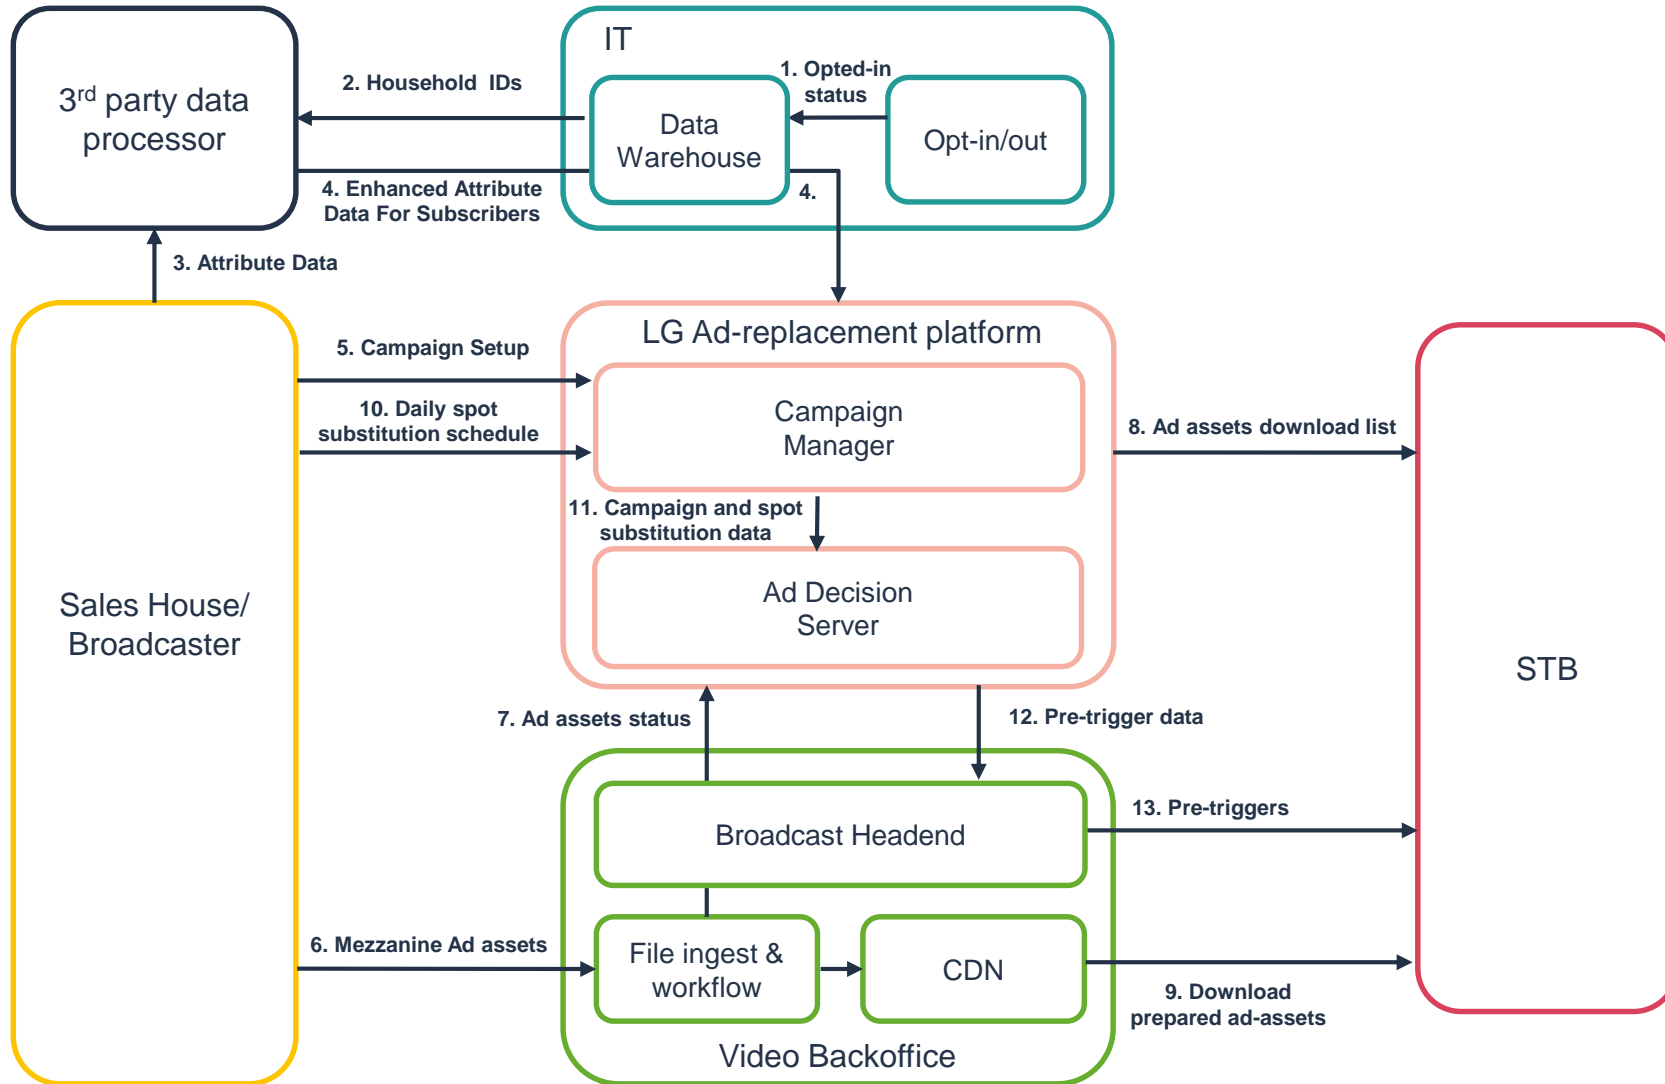 IT
3rd party data
processor
2. Household IDs
1. Opted-in
status
Data
Warehouse
Opt-in/out
4. Enhanced Attribute
Data For Subscribers
4.
3. Attribute Data
LG Ad-replacement platform
5. Campaign Setup
10. Daily spot
substitution schedule
Campaign
Manager
8. Ad assets download list
11. Campaign and spot
substitution data
Sales House/
Broadcaster
Ad Decision
Server
STB
7. Ad assets status
12. Pre-trigger data
Broadcast Headend
13. Pre-triggers
6. Mezzanine Ad assets
File ingest &
workflow
CDN
9. Download
prepared ad-assets
Video Backoffice